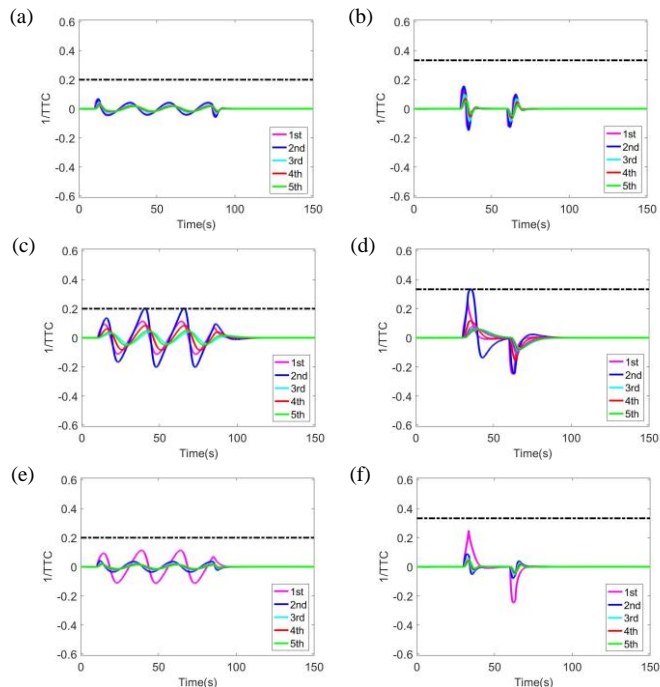 (a)
0.6
0.4
0.2
0
-0.2
-0.4
-0.6
1/TTC
1st
2nd
3rd
4th
5th
0 50 100 150
Time(s)
(b)
0.6
0.4
0.2
0
-0.2
-0.4
-0.6
1/TTC
1st
2nd
3rd
4th
5th
0 50 100 150
Time(s)
(c)
0.6
0.4
0.2
0
-0.2
-0.4
-0.6
1/TTC
1st
2nd
3rd
4th
5th
0 50 100 150
Time(s)
(d)
0.6
0.4
0.2
0
-0.2
-0.4
-0.6
1/TTC
1st
2nd
3rd
4th
5th
0 50 100 150
Time(s)
(e)
0.6
0.4
0.2
0
-0.2
-0.4
-0.6
1/TTC
1st
2nd
3rd
4th
5th
0 50 100 150
Time(s)
(f)
0.6
0.4
0.2
0
-0.2
-0.4
-0.6
1/TTC
1st
2nd
3rd
4th
5th
0 50 100 150
Time(s)